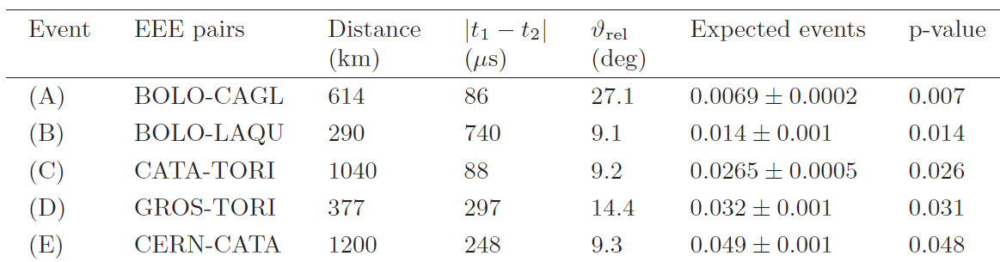 Event EEE pairs Distance |t₁ − t₂| ϑrel Expected events p-value
(km) (μs) (deg)
(A) BOLO-CAGL 614 86 27.1 0.0069 ± 0.0002 0.007
(B) BOLO-LAQU 290 740 9.1 0.014 ± 0.001 0.014
(C) CATA-TORI 1040 88 9.2 0.0265 ± 0.0005 0.026
(D) GROS-TORI 377 297 14.4 0.032 ± 0.001 0.031
(E) CERN-CATA 1200 248 9.3 0.049 ± 0.001 0.048